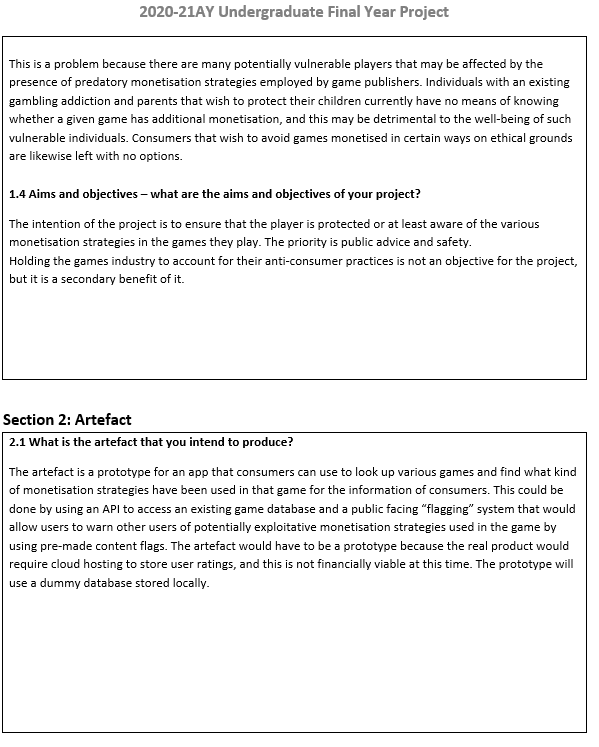 2020-21AY Undergraduate Final Year Project
This is a problem because there are many potentially vulnerable players that may be affected by the
presence of predatory monetisation strategies employed by game publishers. Individuals with an existing
gambling addiction and parents that wish to protect their children currently have no means of knowing
whether a given game has additional monetisation, and this may be detrimental to the well-being of such
vulnerable individuals. Consumers that wish to avoid games monetised in certain ways on ethical grounds
are likewise left with no options.
1.4 Aims and objectives – what are the aims and objectives of your project?
The intention of the project is to ensure that the player is protected or at least aware of the various
monetisation strategies in the games they play. The priority is public advice and safety.
Holding the games industry to account for their anti-consumer practices is not an objective for the project,
but it is a secondary benefit of it.
Section 2: Artefact
2.1 What is the artefact that you intend to produce?
The artefact is a prototype for an app that consumers can use to look up various games and find what kind
of monetisation strategies have been used in that game for the information of consumers. This could be
done by using an API to access an existing game database and a public facing “flagging” system that would
allow users to warn other users of potentially exploitative monetisation strategies used in the game by
using pre-made content flags. The artefact would have to be a prototype because the real product would
require cloud hosting to store user ratings, and this is not financially viable at this time. The prototype will
use a dummy database stored locally.